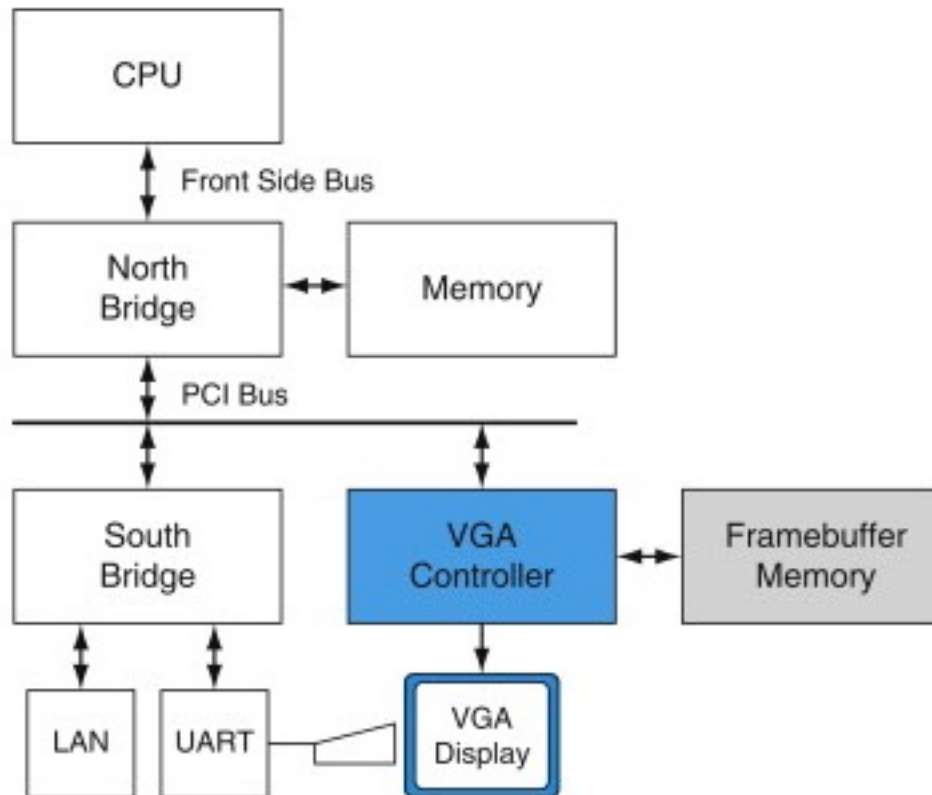 CPU
Front Side Bus
North
Bridge
Memory
PCI Bus
South
Bridge
VGA
Controller
Framebuffer
Memory
LAN
UART
VGA
Display